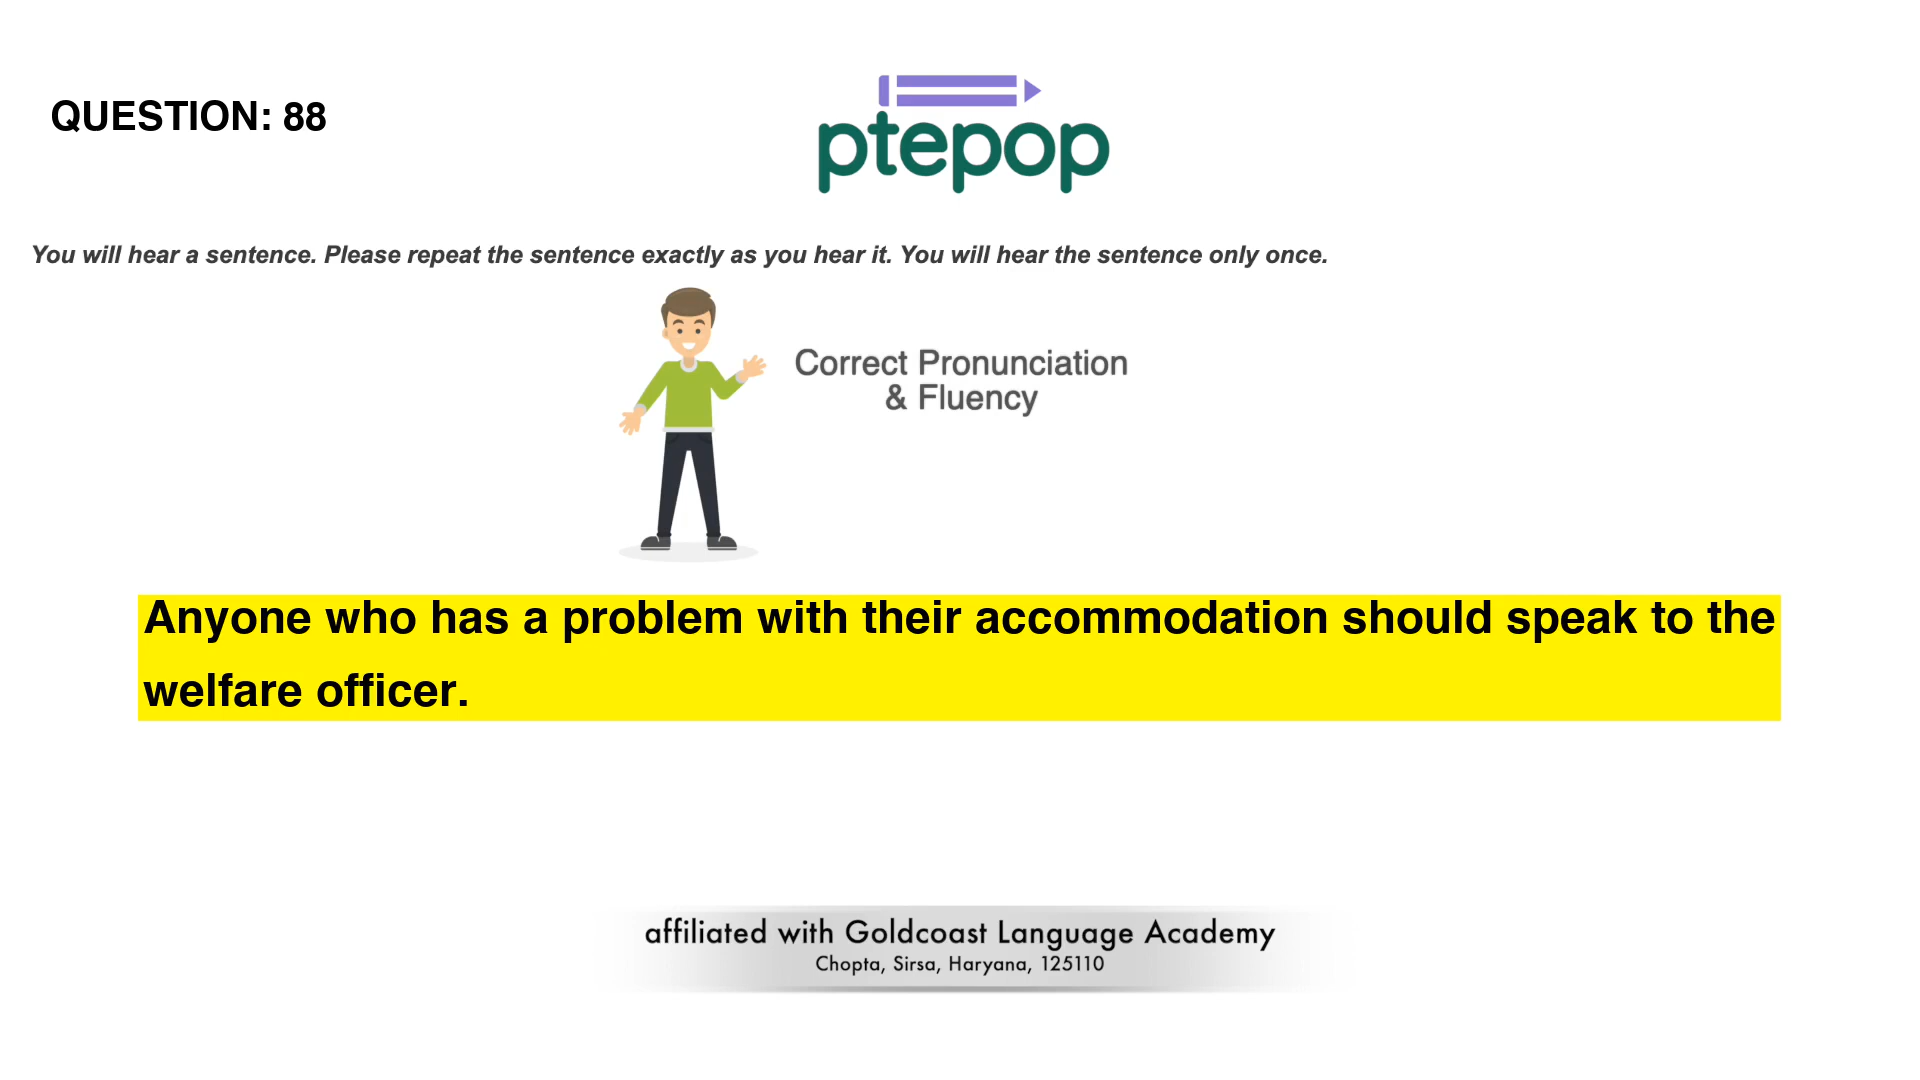 QUESTION: 88
ptepop
You will hear a sentence. Please repeat the sentence exactly as you hear it. You will hear the sentence only once.
Correct Pronunciation
& Fluency
Anyone who has a problem with their accommodation should speak to the
welfare officer.
affiliated with Goldcoast Language Academy
Chopta, Sirsa, Haryana, 125110